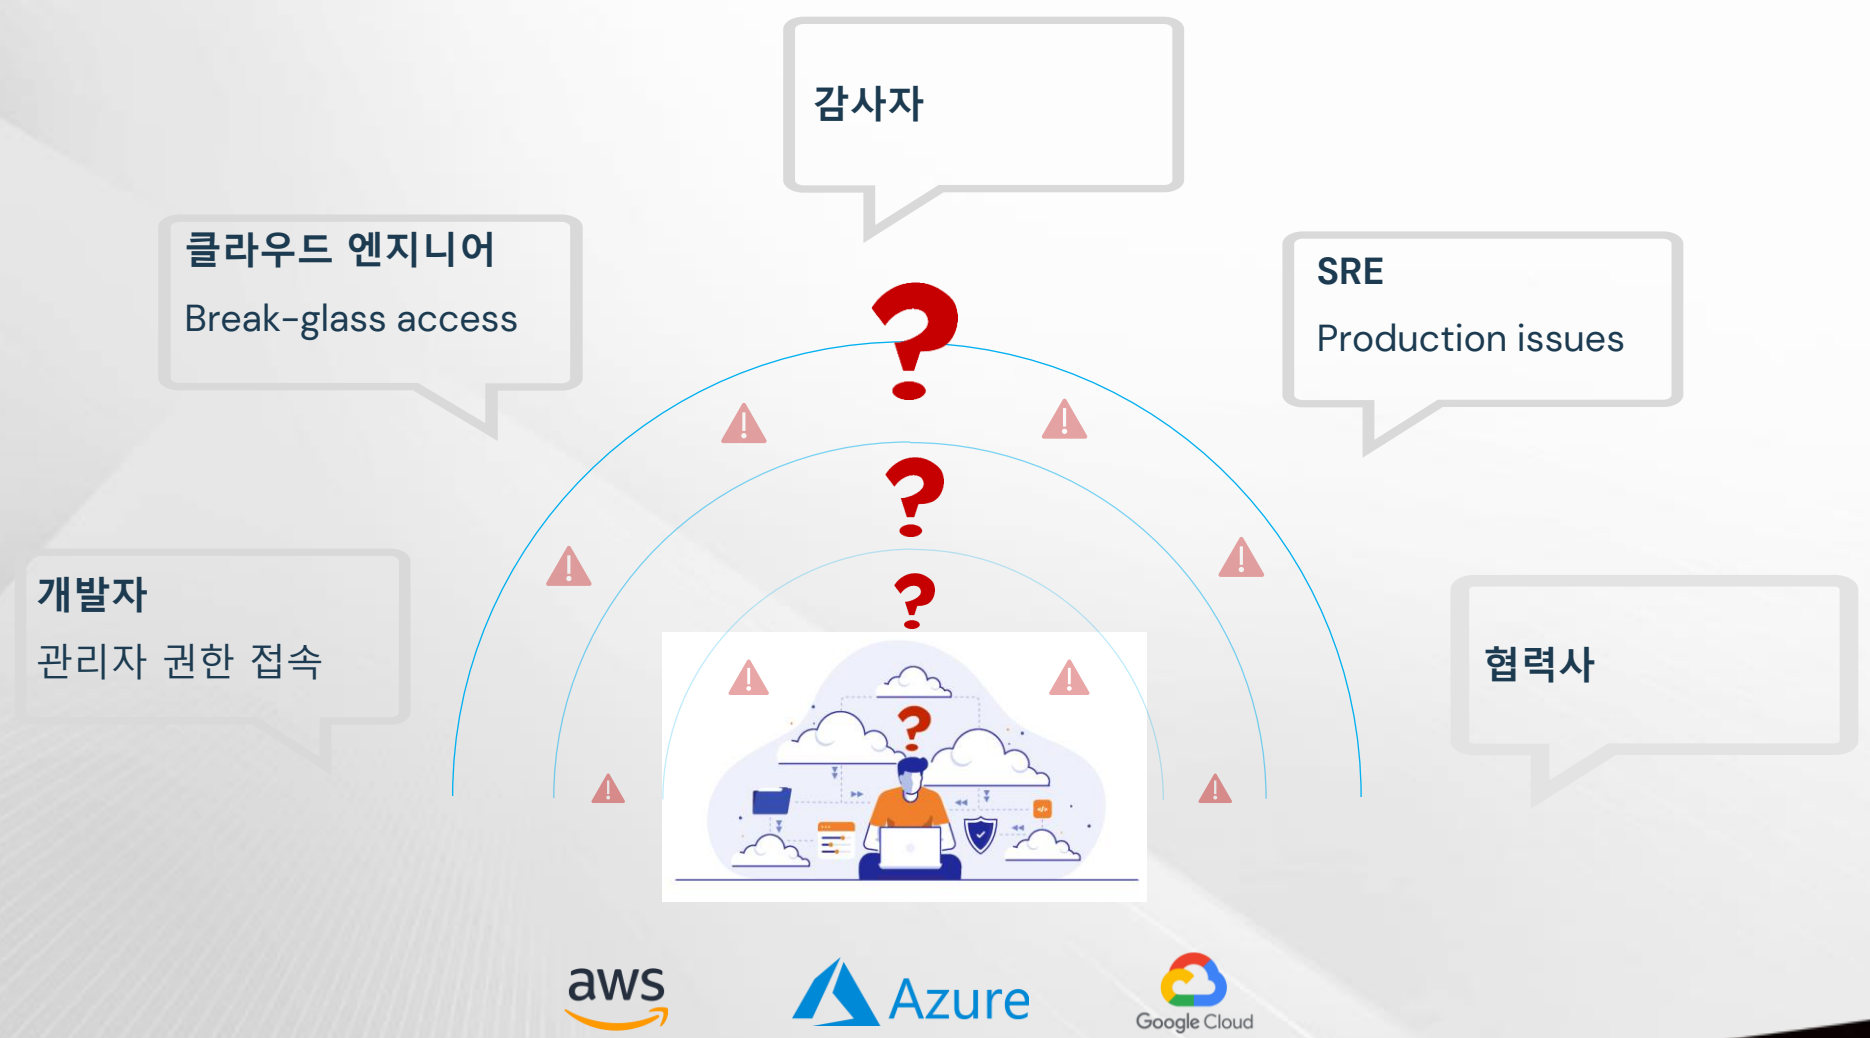 감사자
클라우드 엔지니어
Break-glass access
SRE
Production issues
개발자
관리자 권한 접속
협력사
aws
Azure
Google Cloud